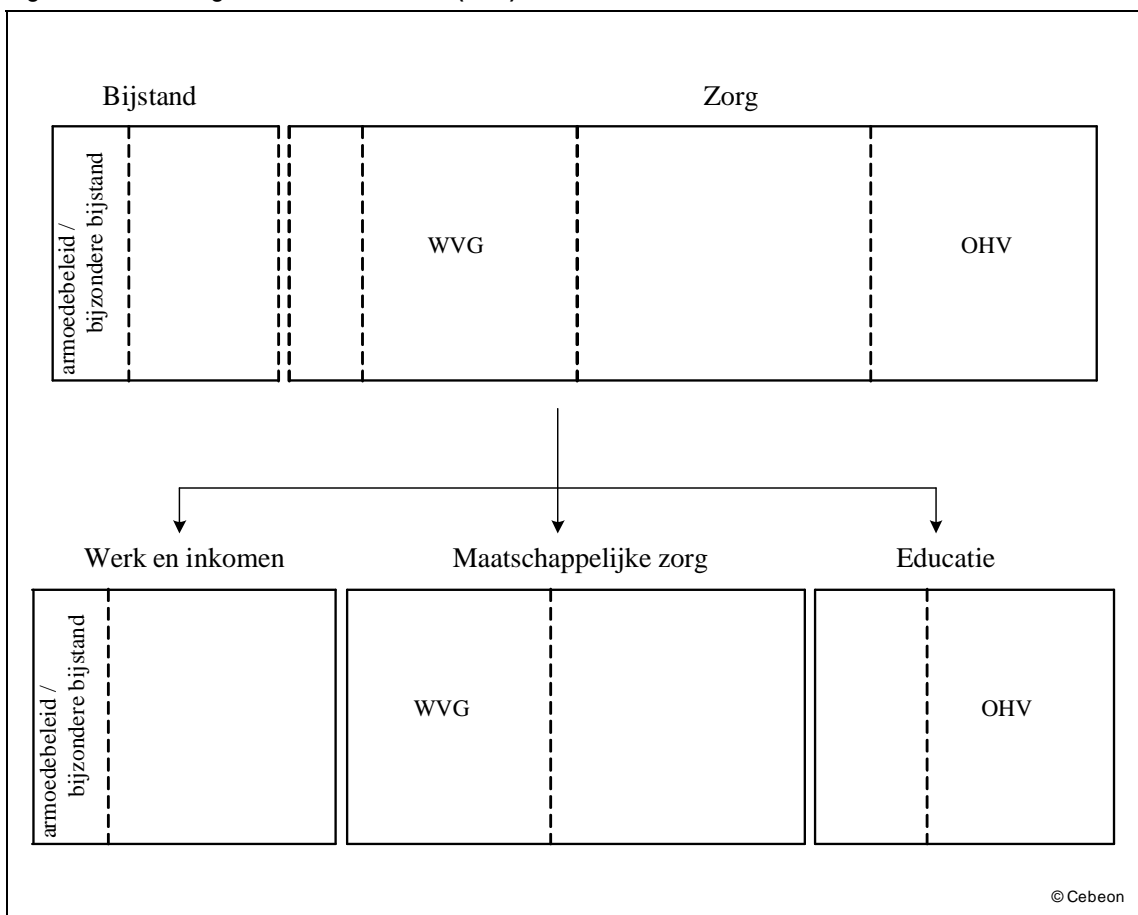 Bijstand
Zorg
armoedebeleid /
bijzondere bijstand
WVG
OHV
Werk en inkomen
Maatschappelijke zorg
Educatie
armoedebeleid /
bijzondere bijstand
WVG
OHV
© Cebeon